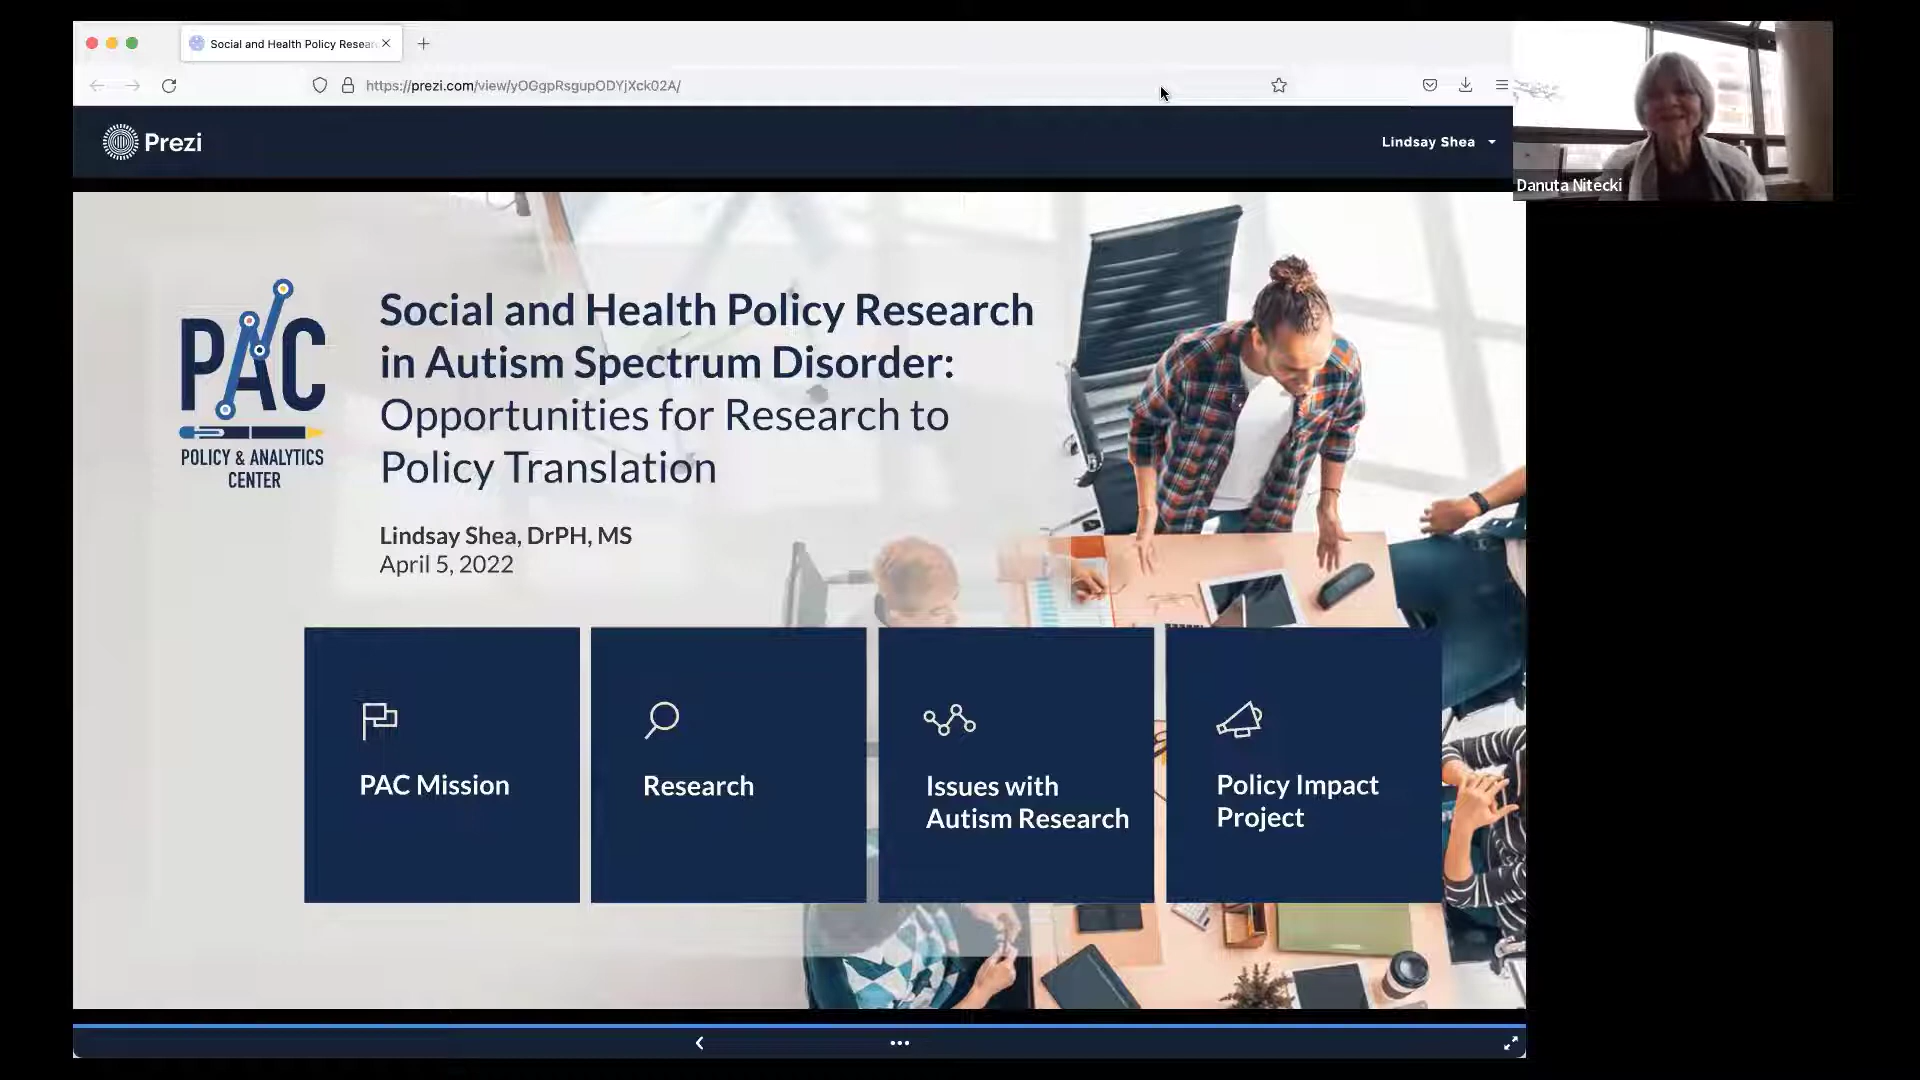 Social and Health Policy Resear
https://prezi.com/view/yOGgpRsgupODYjXck02A/
Prezi
Lindsay Shea
Danuta Nitecki
PAC
POLICY & ANALYTICS
CENTER
Social and Health Policy Research
in Autism Spectrum Disorder:
Opportunities for Research to
Policy Translation
Lindsay Shea, DrPH, MS
April 5, 2022
PAC Mission
Research
Issues with
Autism Research
Policy Impact
Project